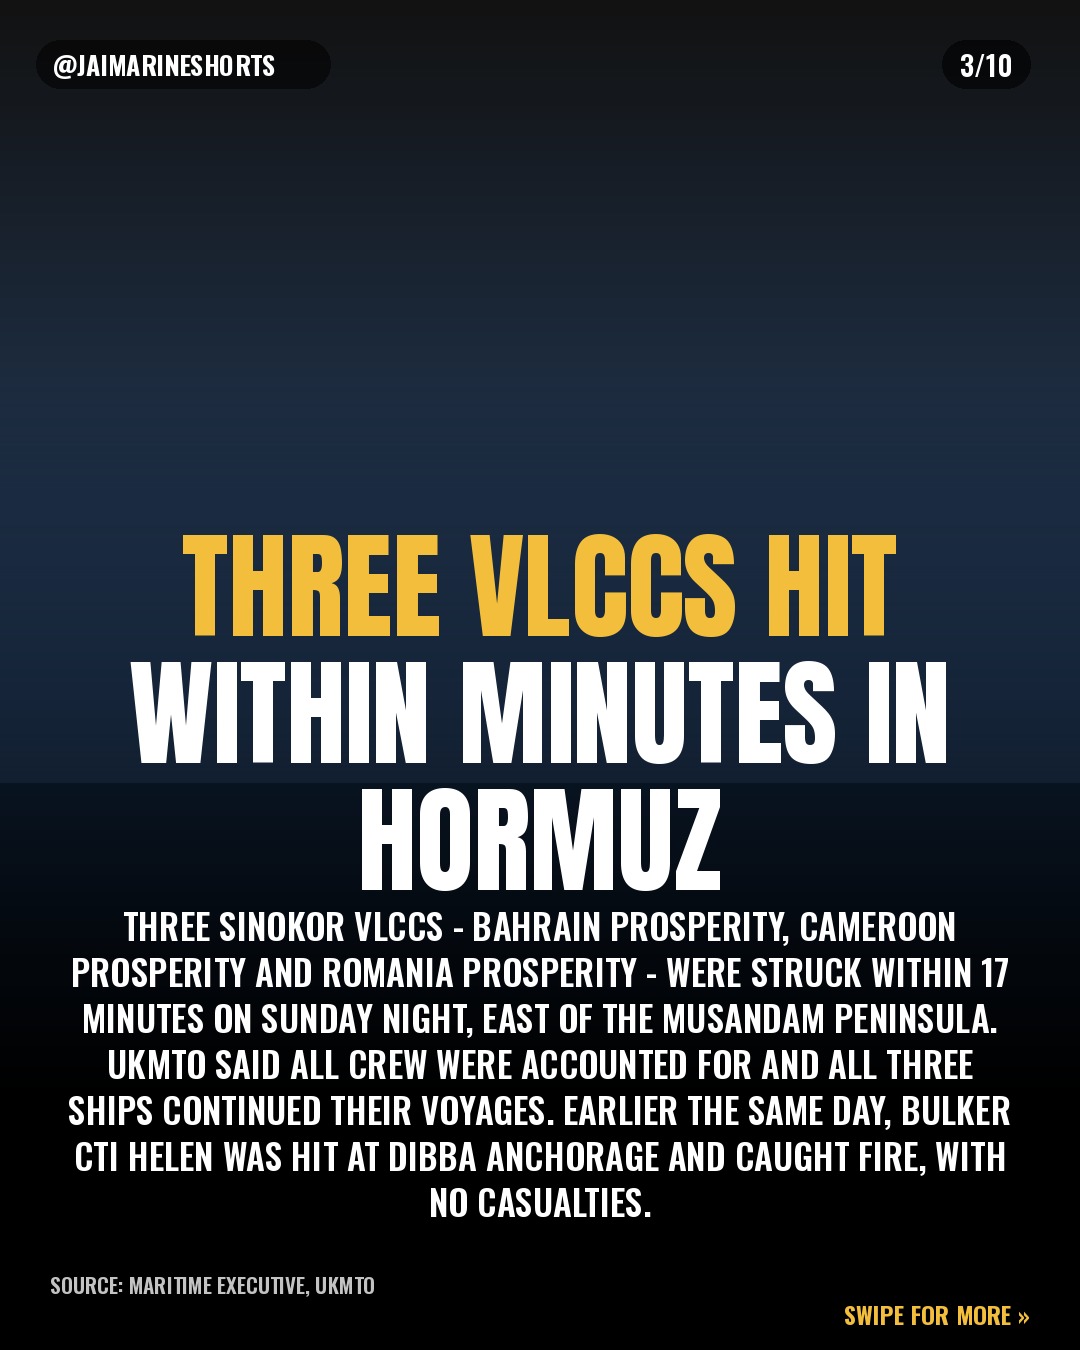 @JAIMARINESHORTS
3/10
THREE VLCCS HIT
WITHIN MINUTES IN
HORMUZ
THREE SINOKOR VLCCS - BAHRAIN PROSPERITY, CAMEROON
PROSPERITY AND ROMANIA PROSPERITY - WERE STRUCK WITHIN 17
MINUTES ON SUNDAY NIGHT, EAST OF THE MUSANDAM PENINSULA.
UKMTO SAID ALL CREW WERE ACCOUNTED FOR AND ALL THREE
SHIPS CONTINUED THEIR VOYAGES. EARLIER THE SAME DAY, BULKER
CTI HELEN WAS HIT AT DIBBA ANCHORAGE AND CAUGHT FIRE, WITH
NO CASUALTIES.
SOURCE: MARITIME EXECUTIVE, UKMTO
SWIPE FOR MORE »